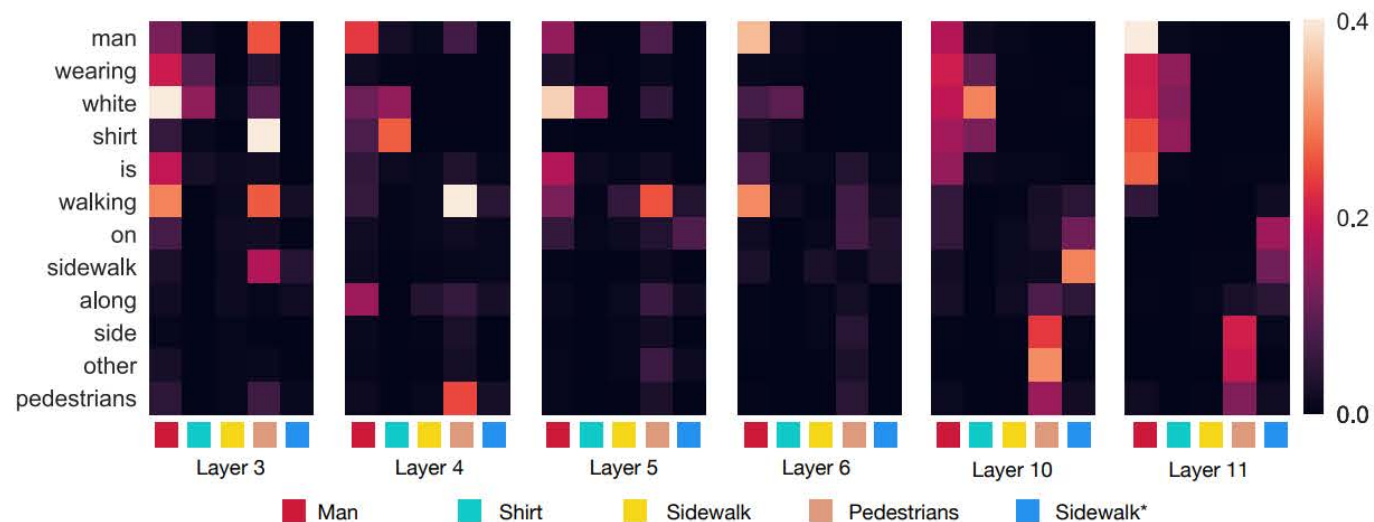 man
wearing
white
shirt
is
walking
on
sidewalk
along
side
other
pedestrians
0.4
0.2
0.0
Layer 3 Layer 4 Layer 5 Layer 6 Layer 10 Layer 11
Man Shirt Sidewalk Pedestrians Sidewalk*